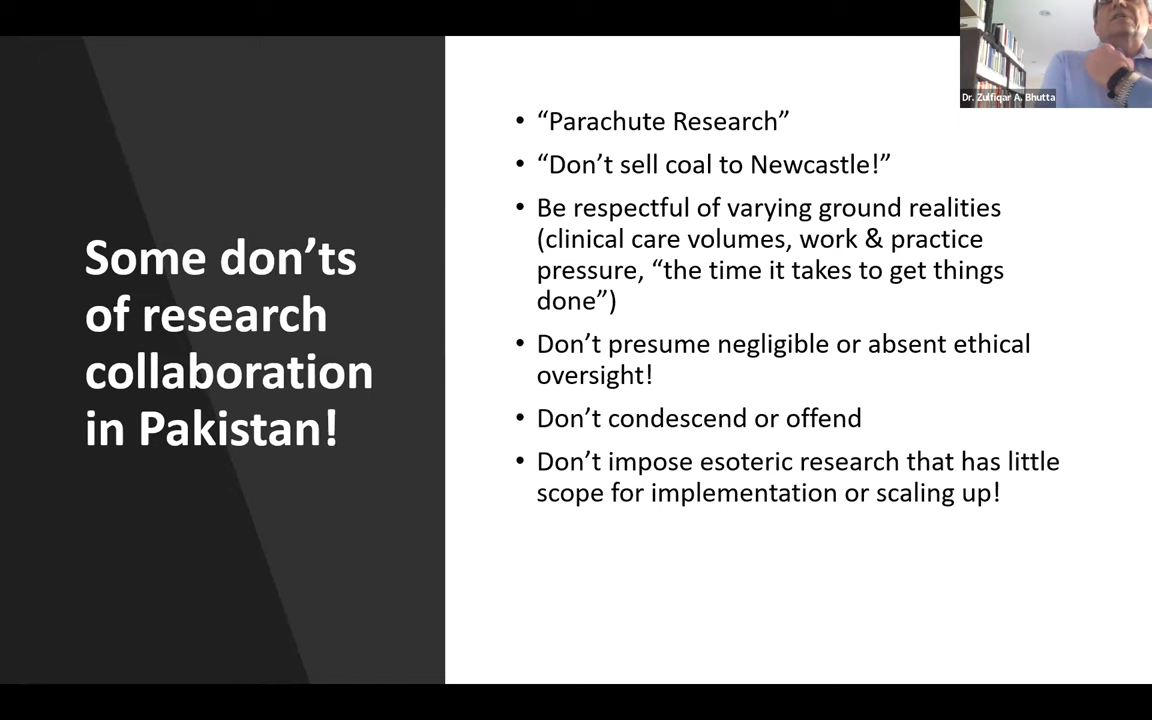 Dr. Zulfiqar A. Bhutta
Some don’ts
of research
collaboration
in Pakistan!
• “Parachute Research”
• “Don’t sell coal to Newcastle!”
• Be respectful of varying ground realities
(clinical care volumes, work & practice
pressure, “the time it takes to get things
done”)
• Don’t presume negligible or absent ethical
oversight!
• Don’t condescend or offend
• Don’t impose esoteric research that has little
scope for implementation or scaling up!